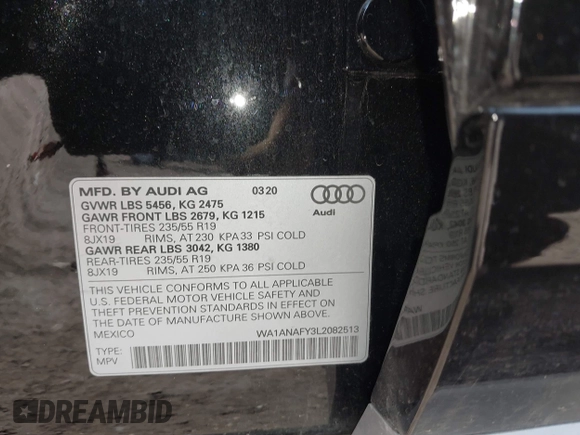 MFD. BY AUDI AG 0320
GVWR LBS 5456, KG 2475
GAWR FRONT LBS 2679, KG 1215
FRONT-TIRES 235/55 R19
8JX19 RIMS, AT 230 KPA 33 PSI COLD
GAWR REAR LBS 3042, KG 1380
REAR-TIRES 235/55 R19
8JX19 RIMS, AT 250 KPA 36 PSI COLD
Audi
THIS VEHICLE CONFORMS TO ALL APPLICABLE
U.S. FEDERAL MOTOR VEHICLE SAFETY AND
THEFT PREVENTION STANDARDS IN EFFECT ON
THE DATE OF MANUFACTURE SHOWN ABOVE.
MEXICO WA1ANAFY3L2082513
TYPE:
MPV
DREAMBID